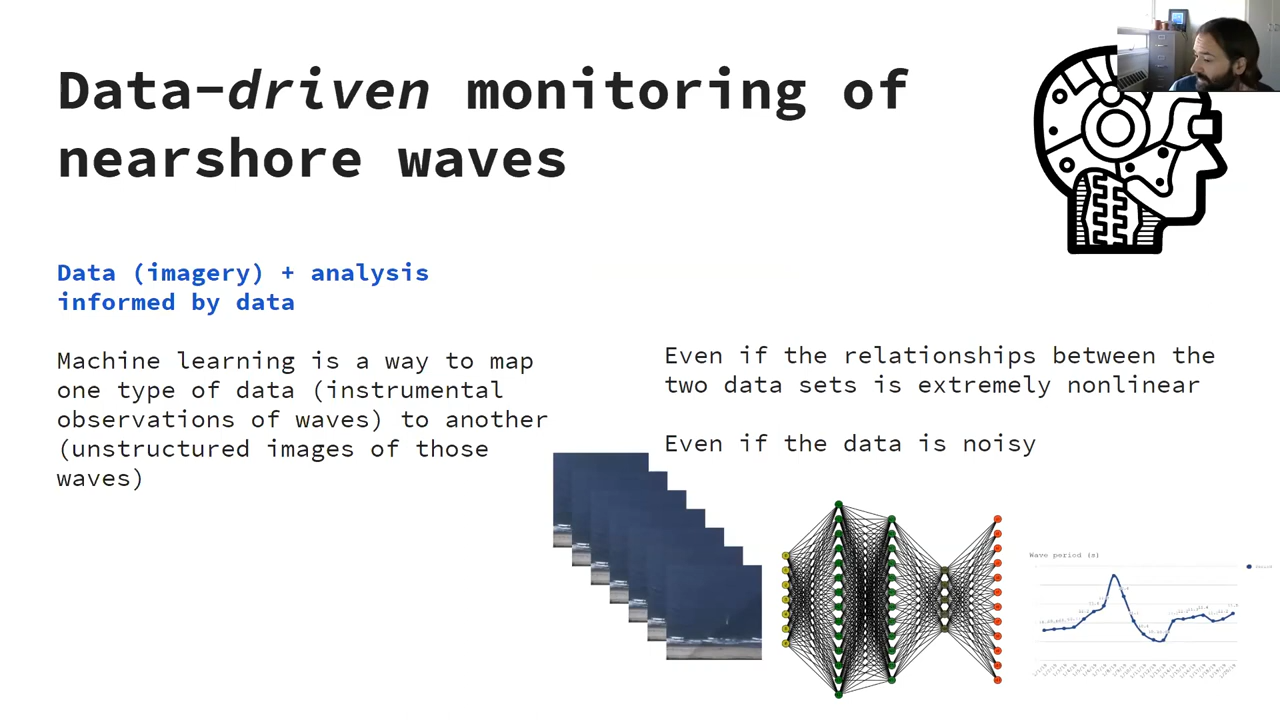 Data-driven monitoring of
nearshore waves
Data (imagery) + analysis
informed by data
Machine learning is a way to map
one type of data (instrumental
observations of waves) to another
(unstructured images of those
waves)
Even if the relationships between the
two data sets is extremely nonlinear
Even if the data is noisy
Wave period (s)